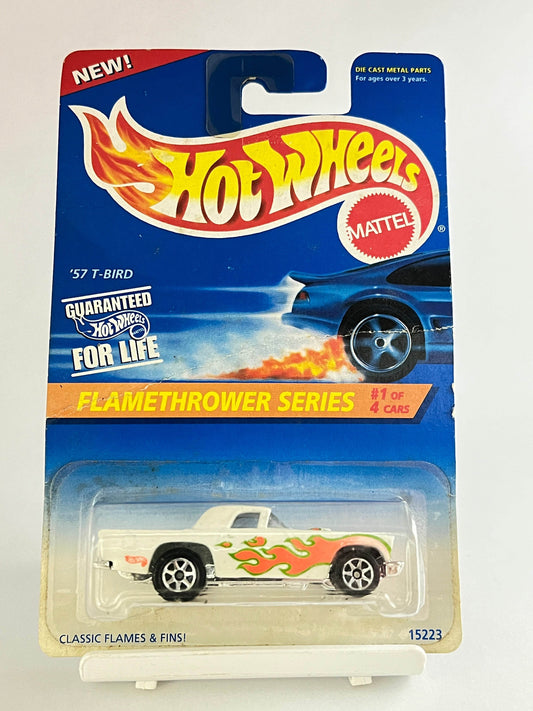 NEW!
DIE CAST METAL PARTS
For ages over 3 years.
HOT WHEELS
MATTEL
®
'57 T-BIRD
GUARANTEED
Hot Wheels
FOR LIFE
FLAMETHROWER SERIES
#1 OF
4 CARS
CLASSIC FLAMES & FINS!
15223